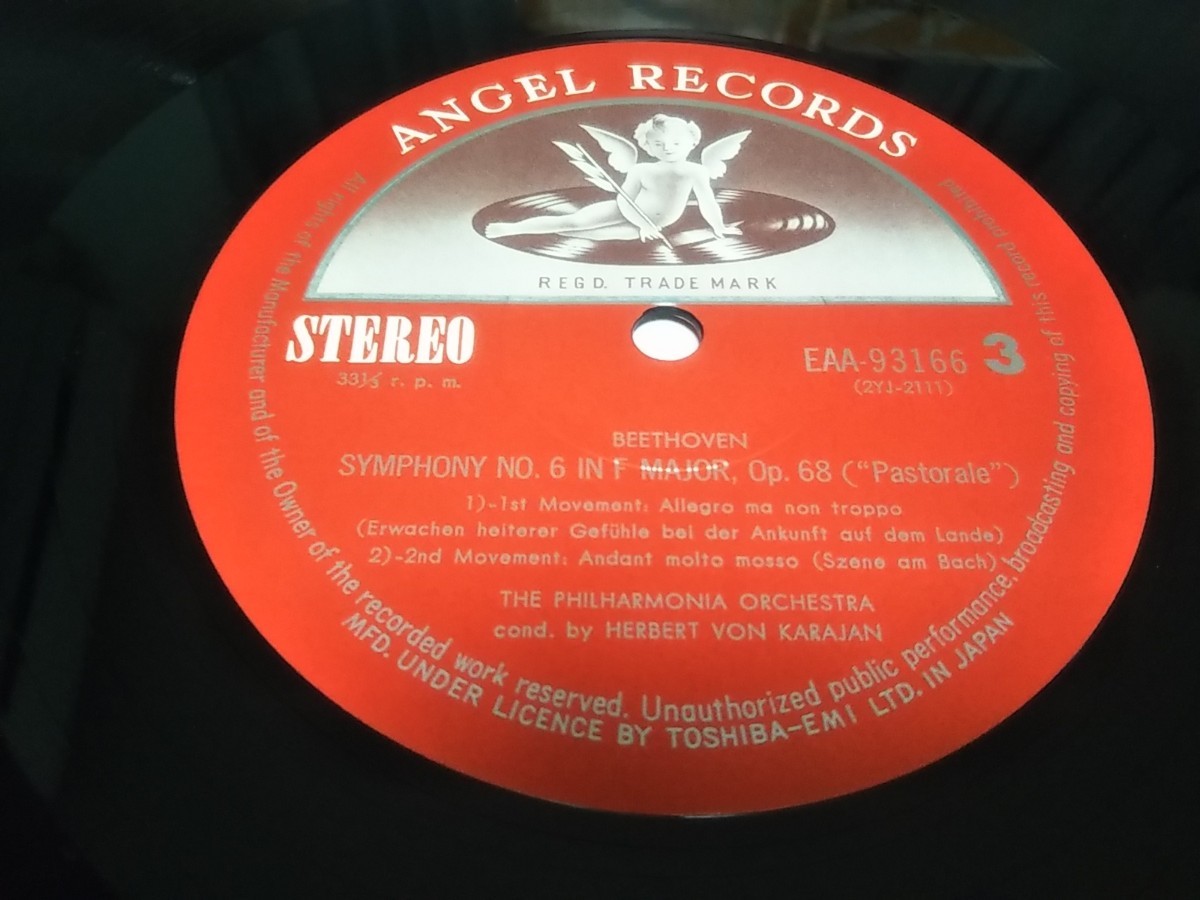 ANGEL RECORDS
REGD. TRADE MARK
STEREO
33⅓ r. p. m.
EAA-93166 3
(2YJ-2111)
BEETHOVEN
SYMPHONY NO. 6 IN F MAJOR, Op. 68 ("Pastorale")
1)-1st Movement: Allegro ma non troppo
(Erwachen heiterer Gefühle bei der Ankunft auf dem Lande)
2)-2nd Movement: Andant molto mosso (Szene am Bach)
THE PHILHARMONIA ORCHESTRA
cond. by HERBERT VON KARAJAN
All rights of the Manufacturer and of the Owner of the recorded work reserved. Unauthorized public performance, broadcasting and copying of this record prohibited
MFD. UNDER LICENCE BY TOSHIBA-EMI LTD. IN JAPAN